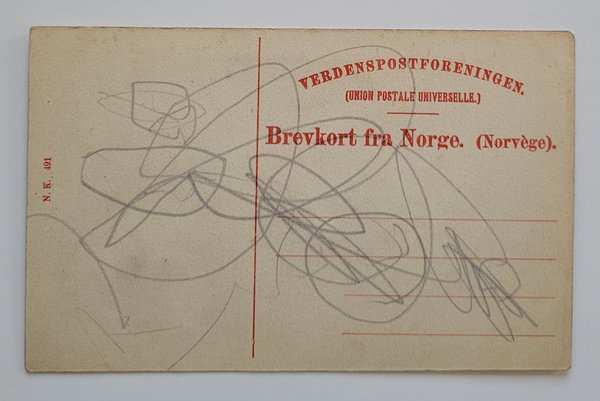 VERDENSPOSTFORENINGEN.
(UNION POSTALE UNIVERSELLE.)
Brevkort fra Norge. (Norvège).
N. K. 491